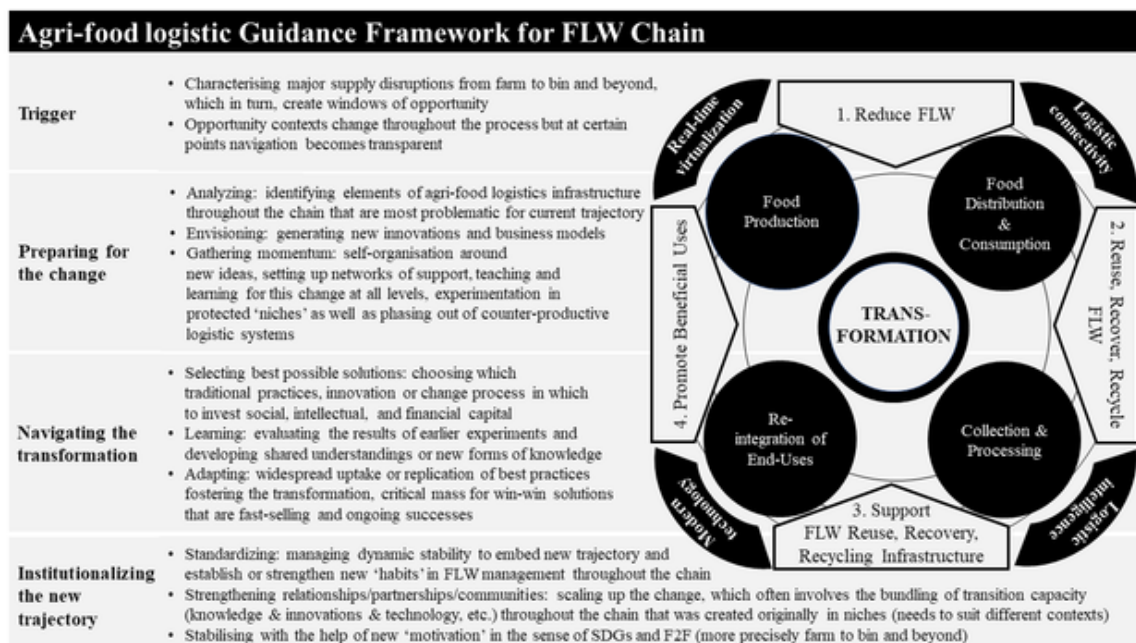 Agri-food logistic Guidance Framework for FLW Chain
Trigger
• Characterising major supply disruptions from farm to bin and beyond,
which in turn, create windows of opportunity
• Opportunity contexts change throughout the process but at certain
points navigation becomes transparent
Preparing for
the change
• Analyzing: identifying elements of agri-food logistics infrastructure
throughout the chain that are most problematic for current trajectory
• Envisioning: generating new innovations and business models
• Gathering momentum: self-organisation around
new ideas, setting up networks of support, teaching and
learning for this change at all levels, experimentation in
protected ‘niches’ as well as phasing out of counter-productive
logistic systems
Navigating the
transformation
• Selecting best possible solutions: choosing which
traditional practices, innovation or change process in which
to invest social, intellectual, and financial capital
• Learning: evaluating the results of earlier experiments and
developing shared understandings or new forms of knowledge
• Adapting: widespread uptake or replication of best practices
fostering the transformation, critical mass for win-win solutions
that are fast-selling and ongoing successes
Institutionalizing
the new
trajectory
• Standardizing: managing dynamic stability to embed new trajectory and
establish or strengthen new ‘habits’ in FLW management throughout the chain
• Strengthening relationships/partnerships/communities: scaling up the change, which often involves the bundling of transition capacity
(knowledge & innovations & technology, etc.) throughout the chain that was created originally in niches (needs to suit different contexts)
• Stabilising with the help of new ‘motivation’ in the sense of SDGs and F2F (more precisely farm to bin and beyond)
Real-time
virtualization
1. Reduce FLW
Logistic
connectivity
Food
Production
Food
Distribution
&
Consumption
2. Reuse, Recover, Recycle
FLW
TRANS-
FORMATION
4. Promote Beneficial Uses
Re-
integration of
End-Uses
Collection &
Processing
Modern
technology
3. Support
FLW Reuse, Recovery,
Recycling Infrastructure
Logistic
intelligence